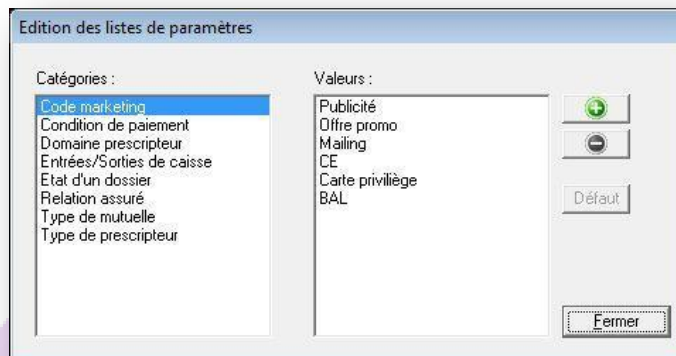 Edition des listes de paramètres
Catégories :
Code marketing
Condition de paiement
Domaine prescripteur
Entrées/Sorties de caisse
Etat d'un dossier
Relation assuré
Type de mutuelle
Type de prescripteur
Valeurs :
Publicité
Offre promo
Mailing
CE
Carte priviliège
BAL
Défaut
Fermer